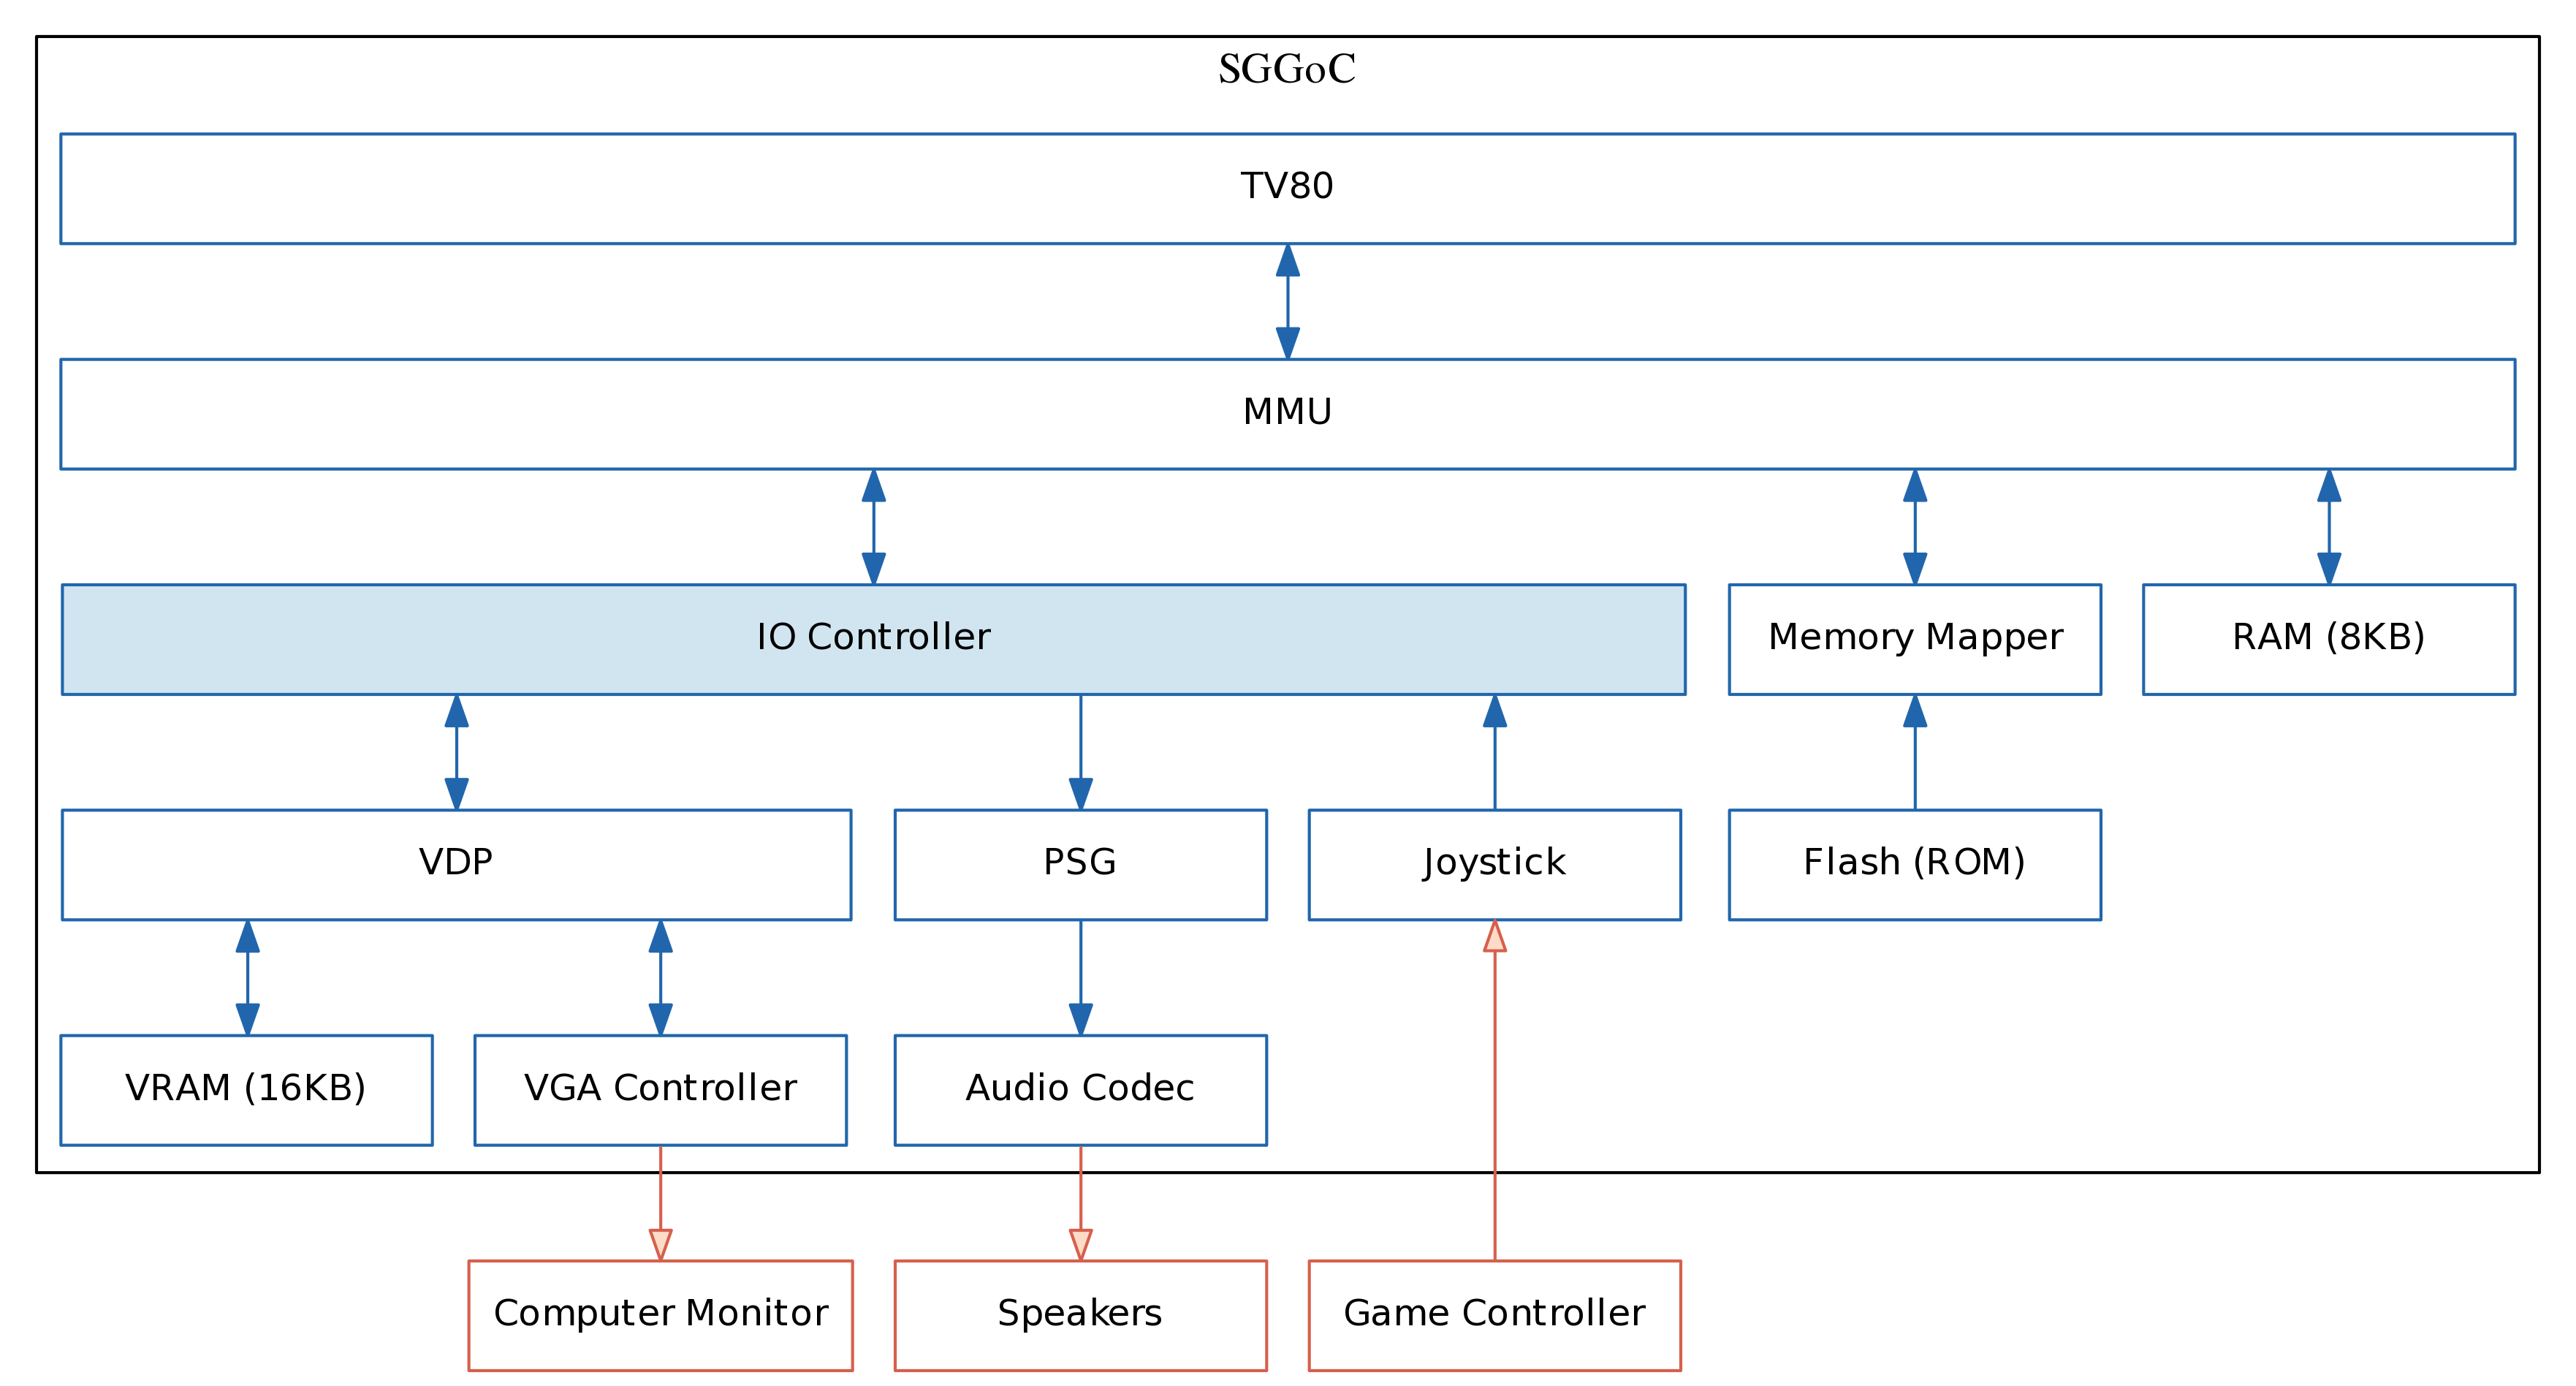 SGGoC
TV80
MMU
IO Controller
Memory Mapper
RAM (8KB)
VDP
PSG
Joystick
Flash (ROM)
VRAM (16KB)
VGA Controller
Audio Codec
Computer Monitor
Speakers
Game Controller